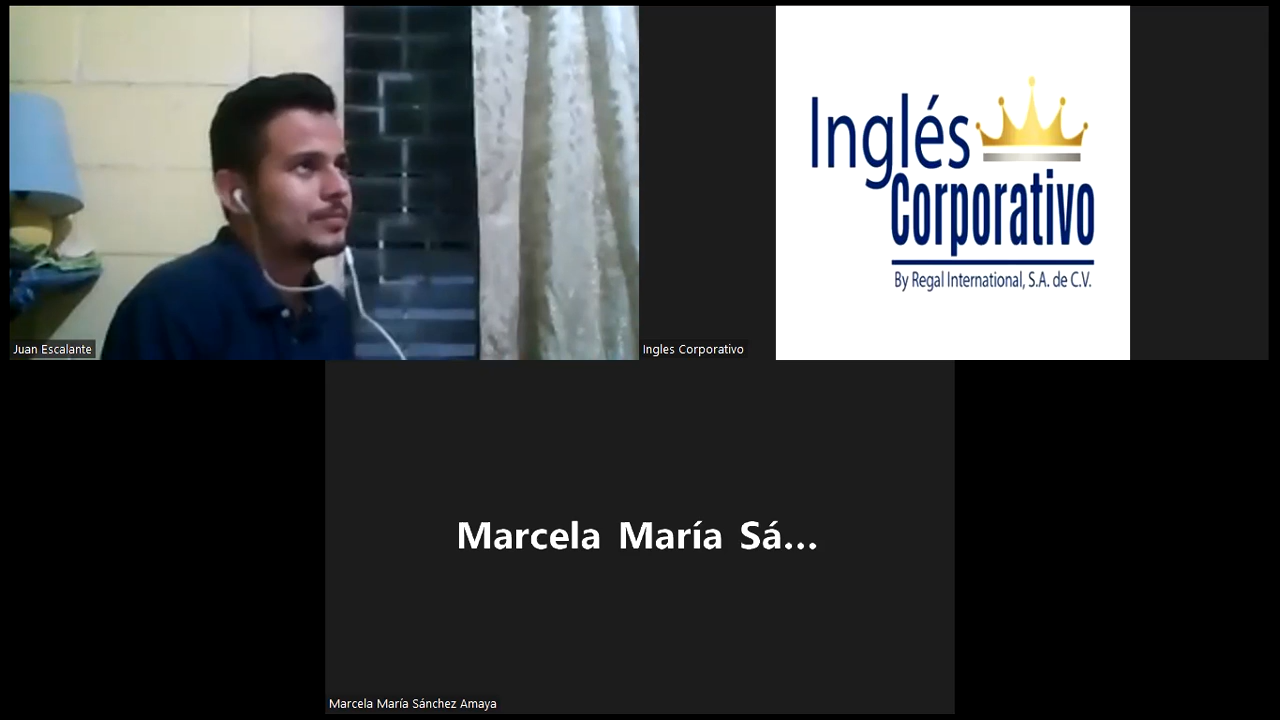 Inglés
Corporativo
By Regal International, S.A. de C.V.
Juan Escalante
Ingles Corporativo
Marcela María Sá...
Marcela María Sánchez Amaya